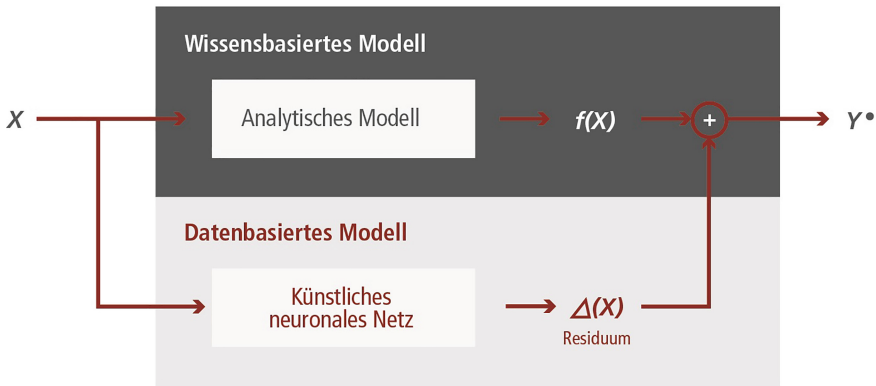 Wissensbasiertes Modell
X
Analytisches Modell
f(X)
+
Y•
Datenbasiertes Modell
Künstliches
neuronales Netz
△(X)
Residuum